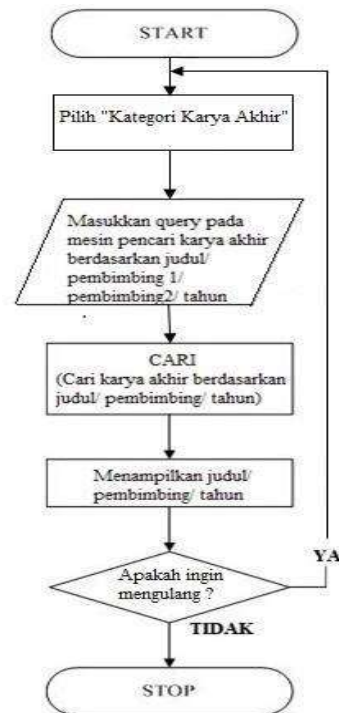 START
Pilih "Kategori Karya Akhir"
Masukkan query pada
mesin pencari karya akhir
berdasarkan judul/
pembimbing 1/
pembimbing2/ tahun
CARI
(Cari karya akhir berdasarkan
judul/ pembimbing/ tahun)
Menampilkan judul/
pembimbing/ tahun
Apakah ingin
mengulang ?
YA
TIDAK
STOP